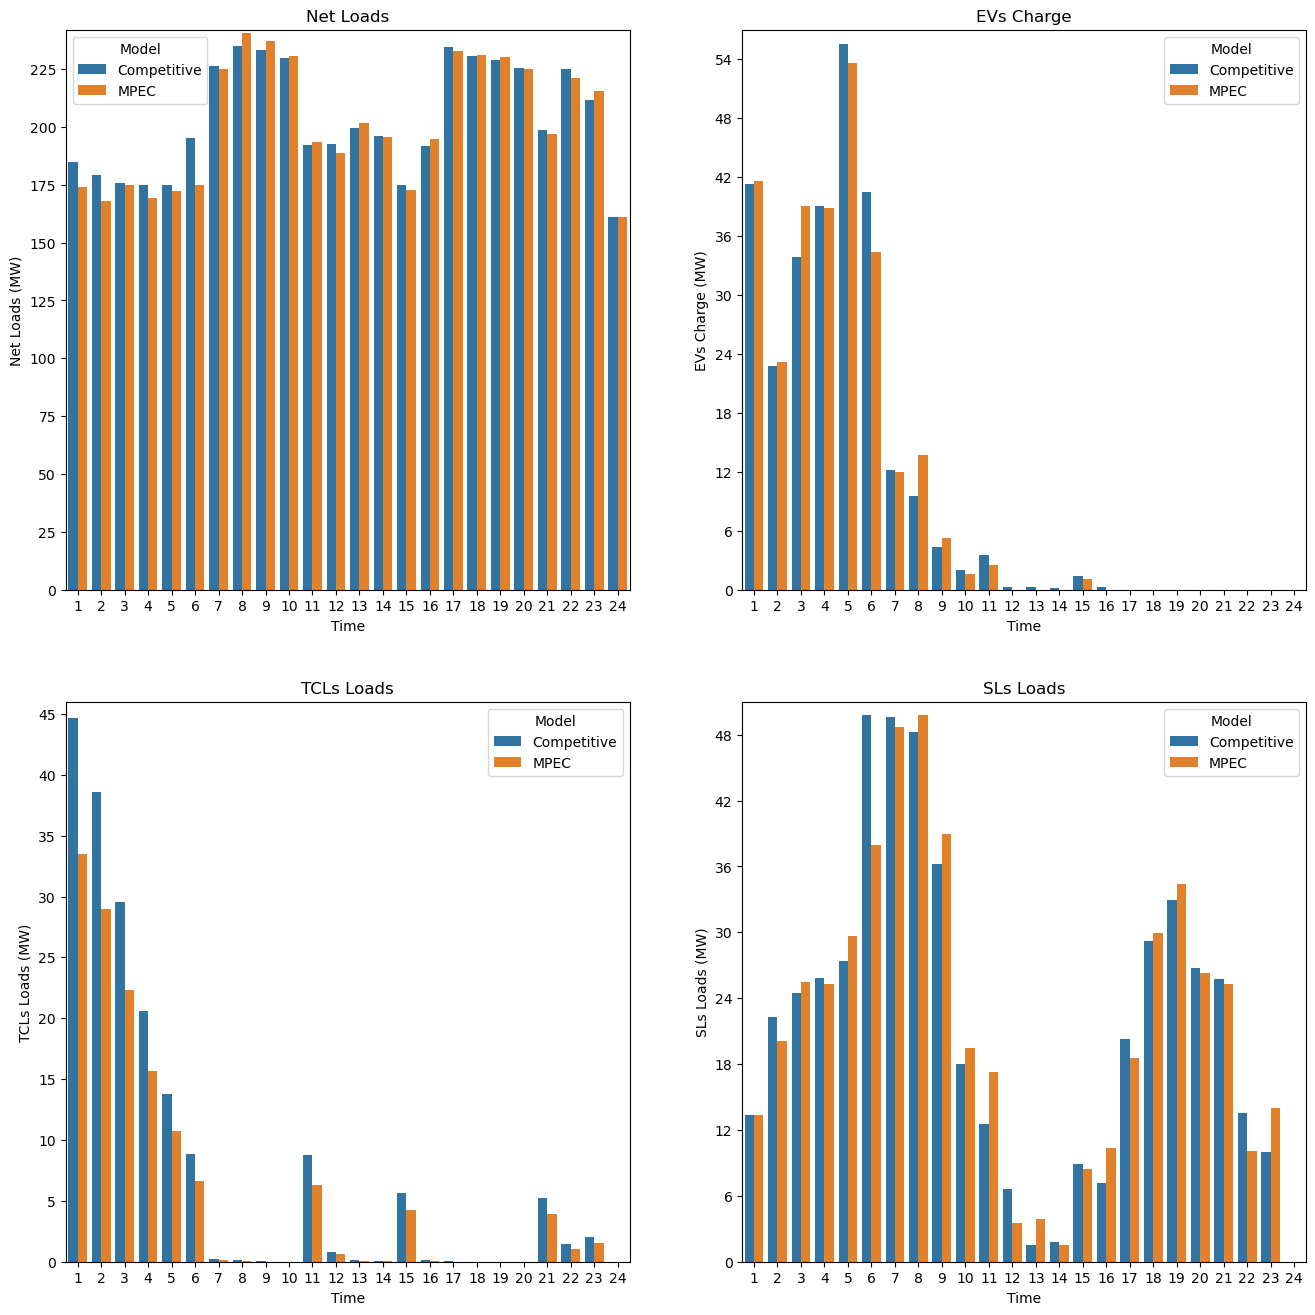 Net Loads
Model
Competitive
MPEC
Net Loads (MW)
225
200
175
150
125
100
75
50
25
0
1 2 3 4 5 6 7 8 9 10 11 12 13 14 15 16 17 18 19 20 21 22 23 24
Time
EVs Charge
Model
Competitive
MPEC
EVs Charge (MW)
54
48
42
36
30
24
18
12
6
0
1 2 3 4 5 6 7 8 9 10 11 12 13 14 15 16 17 18 19 20 21 22 23 24
Time
TCLs Loads
Model
Competitive
MPEC
TCLs Loads (MW)
45
40
35
30
25
20
15
10
5
0
1 2 3 4 5 6 7 8 9 10 11 12 13 14 15 16 17 18 19 20 21 22 23 24
Time
SLs Loads
Model
Competitive
MPEC
SLs Loads (MW)
48
42
36
30
24
18
12
6
0
1 2 3 4 5 6 7 8 9 10 11 12 13 14 15 16 17 18 19 20 21 22 23 24
Time